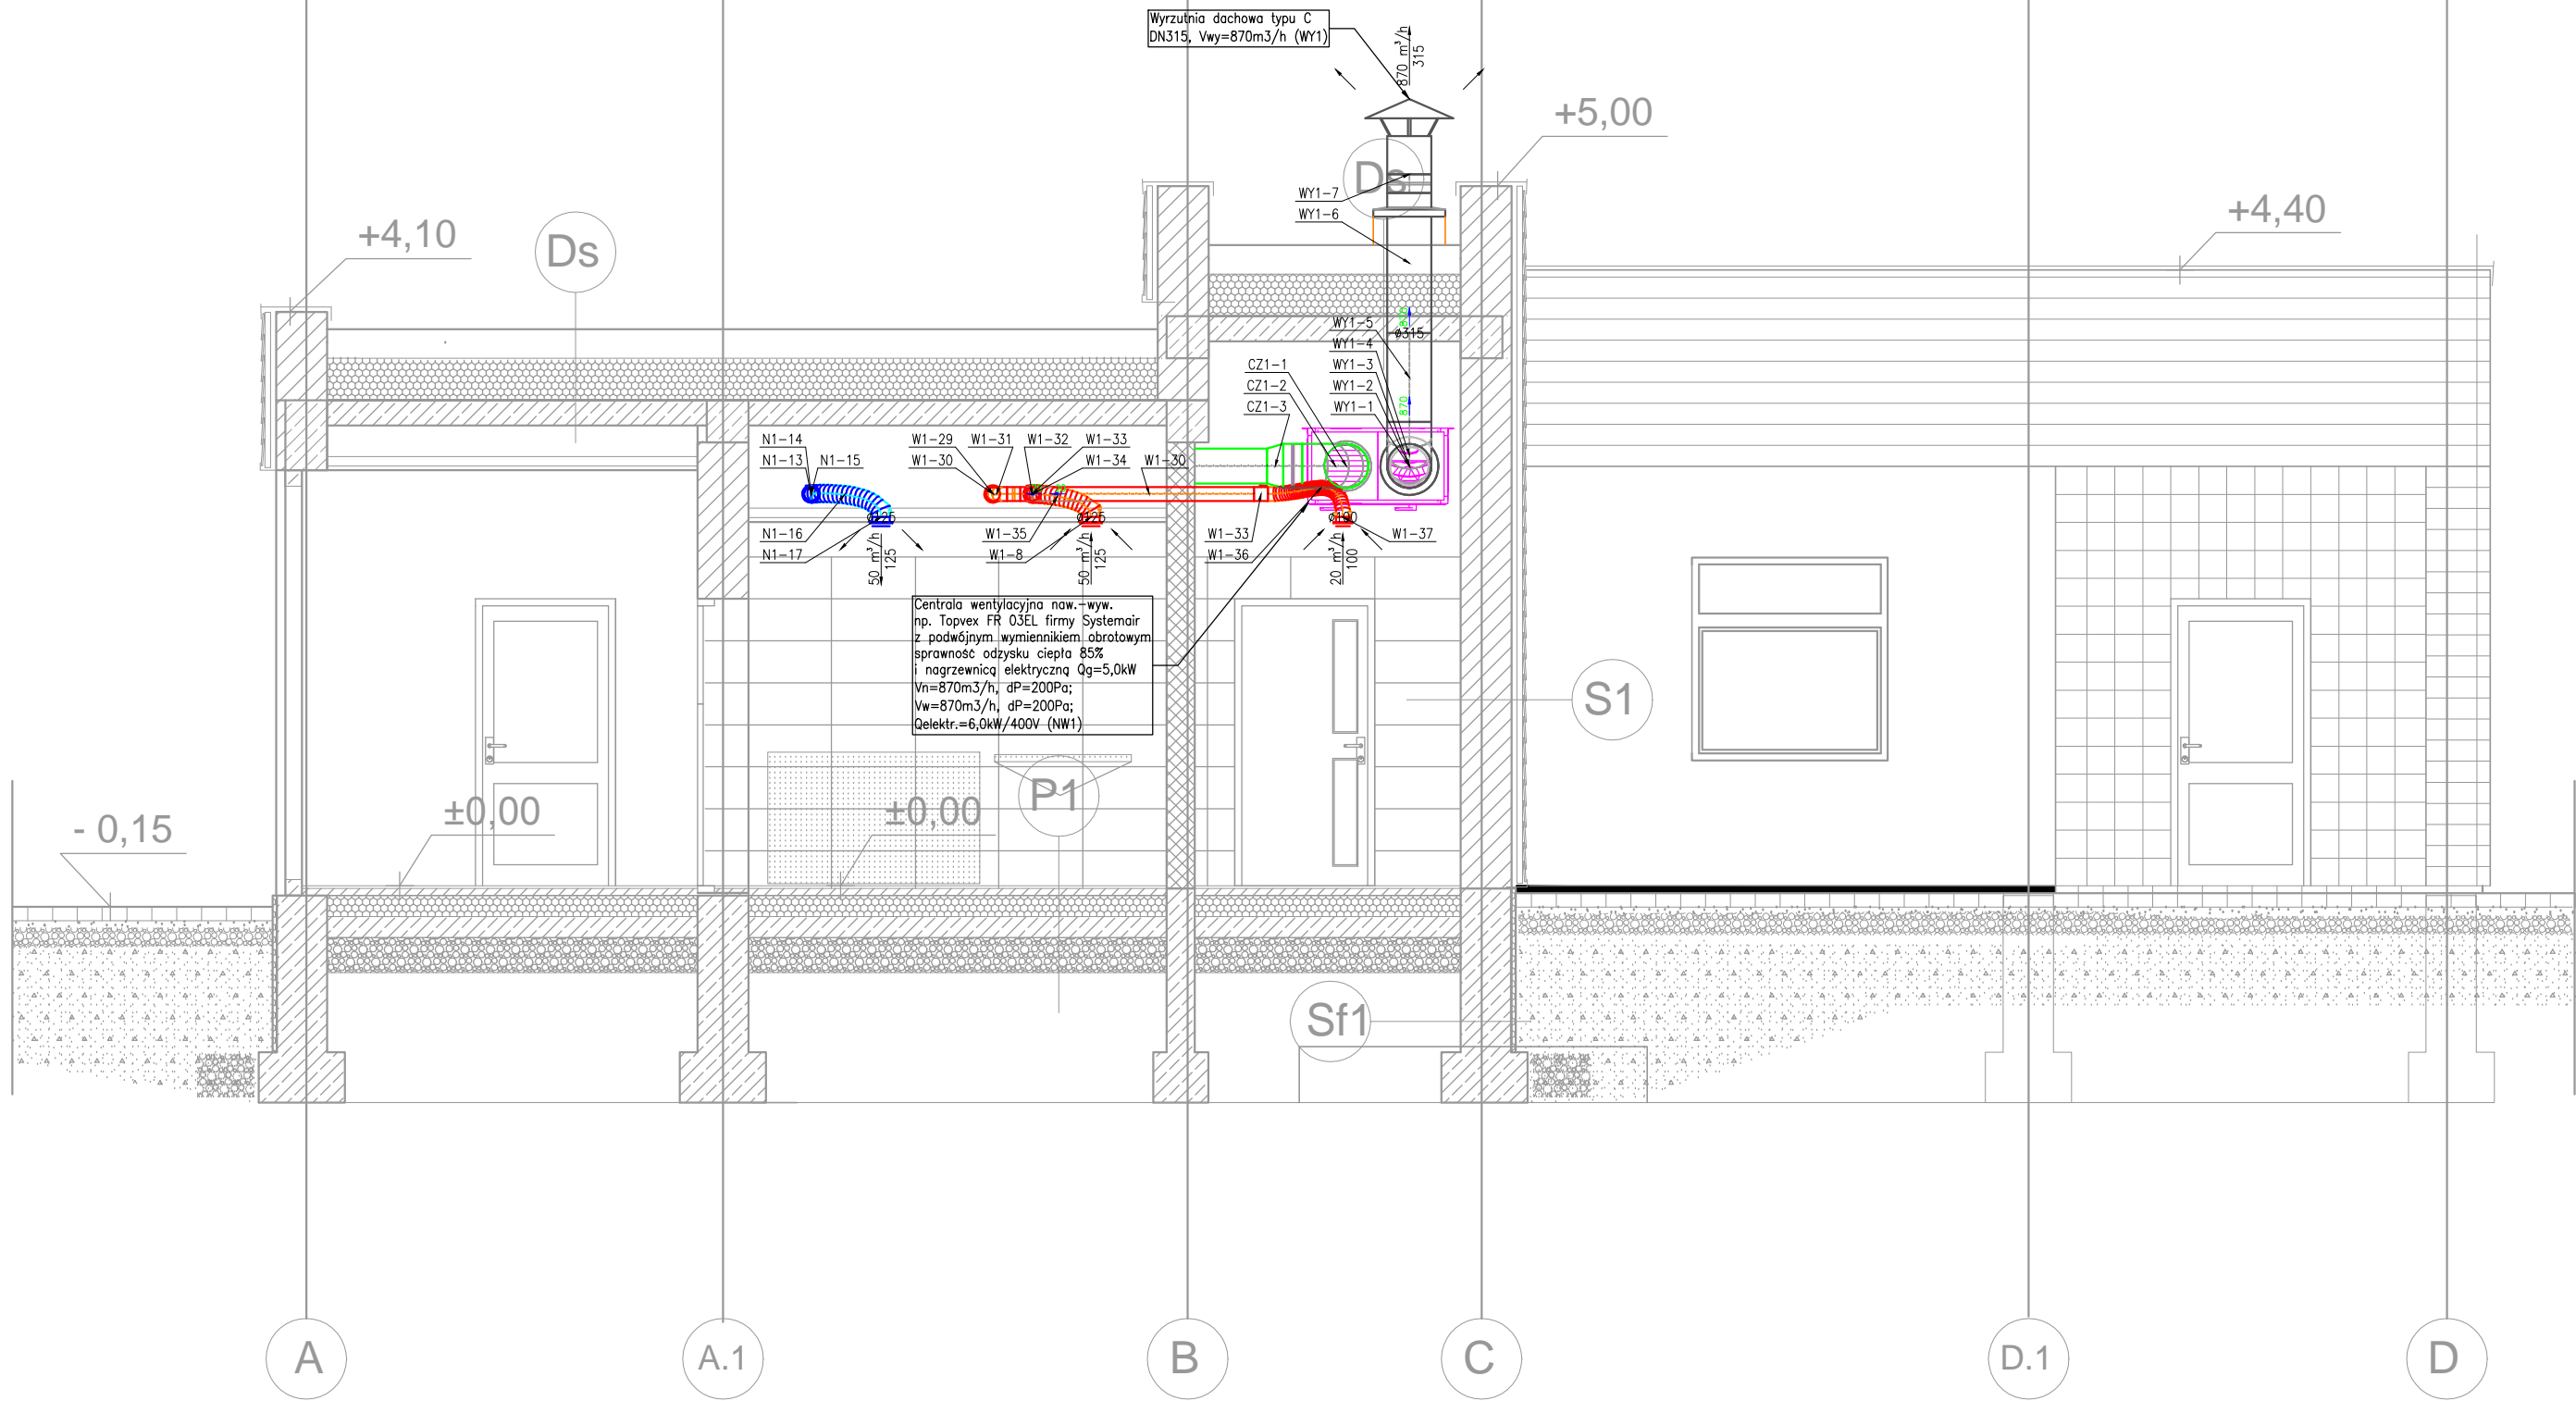 Wyrzutnia dachowa typu C
DN315, Vwy=870m3/h (WY1)
870 m³/h
315
+5,00
Ds
WY1-7
WY1-6
+4,40
+4,10
Ds
WY1-5
870
ø315
WY1-4
CZ1-1
WY1-3
CZ1-2
WY1-2
CZ1-3
WY1-1
870
N1-14
W1-29
W1-31
W1-32
W1-33
N1-13
N1-15
W1-30
W1-34
W1-30
ø125
ø125
ø100
N1-16
W1-35
W1-33
W1-37
N1-17
W1-8
W1-36
50 m³/h
125
50 m³/h
125
20 m³/h
100
Centrala wentylacyjna naw.-wyw.
np. Topvex FR 03EL firmy Systemair
z podwójnym wymiennikiem obrotowym
sprawność odzysku ciepła 85%
i nagrzewnicą elektryczną Qg=5,0kW
Vn=870m3/h, dP=200Pa;
Vw=870m3/h, dP=200Pa;
Qelektr.=6,0kW/400V (NW1)
S1
P1
±0,00
±0,00
- 0,15
Sf1
A
A.1
B
C
D.1
D